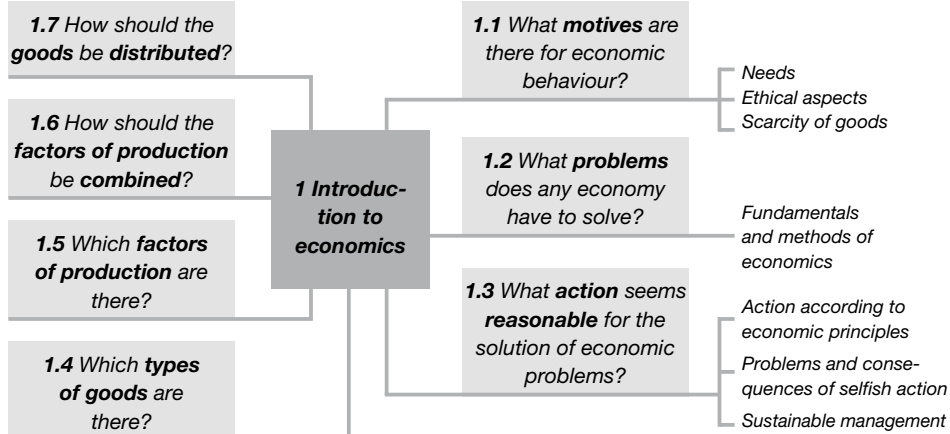 1.7 How should the
goods be distributed?
1.6 How should the
factors of production
be combined?
1.5 Which factors
of production are
there?
1.4 Which types
of goods are
there?
1 Introduc-
tion to
economics
1.1 What motives are
there for economic
behaviour?
Needs
Ethical aspects
Scarcity of goods
1.2 What problems
does any economy
have to solve?
Fundamentals
and methods of
economics
1.3 What action seems
reasonable for the
solution of economic
problems?
Action according to
economic principles
Problems and conse-
quences of selfish action
Sustainable management